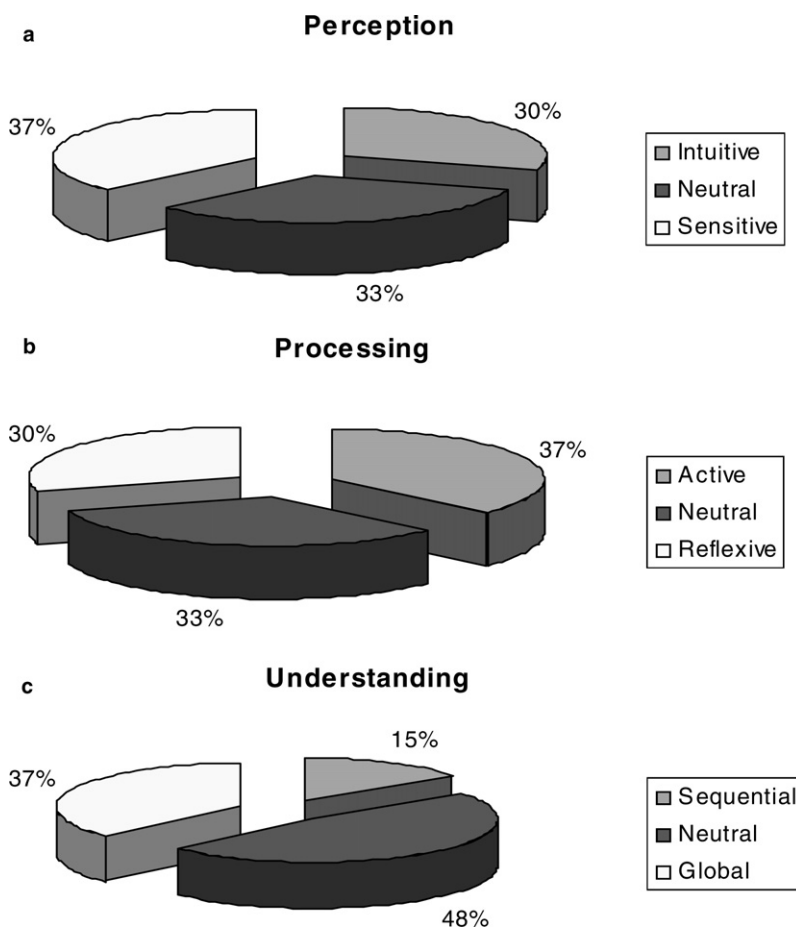 a
Perception
37%
30%
Intuitive
Neutral
Sensitive
33%
b
Processing
30%
37%
Active
Neutral
Reflexive
33%
c
Understanding
15%
37%
Sequential
Neutral
Global
48%